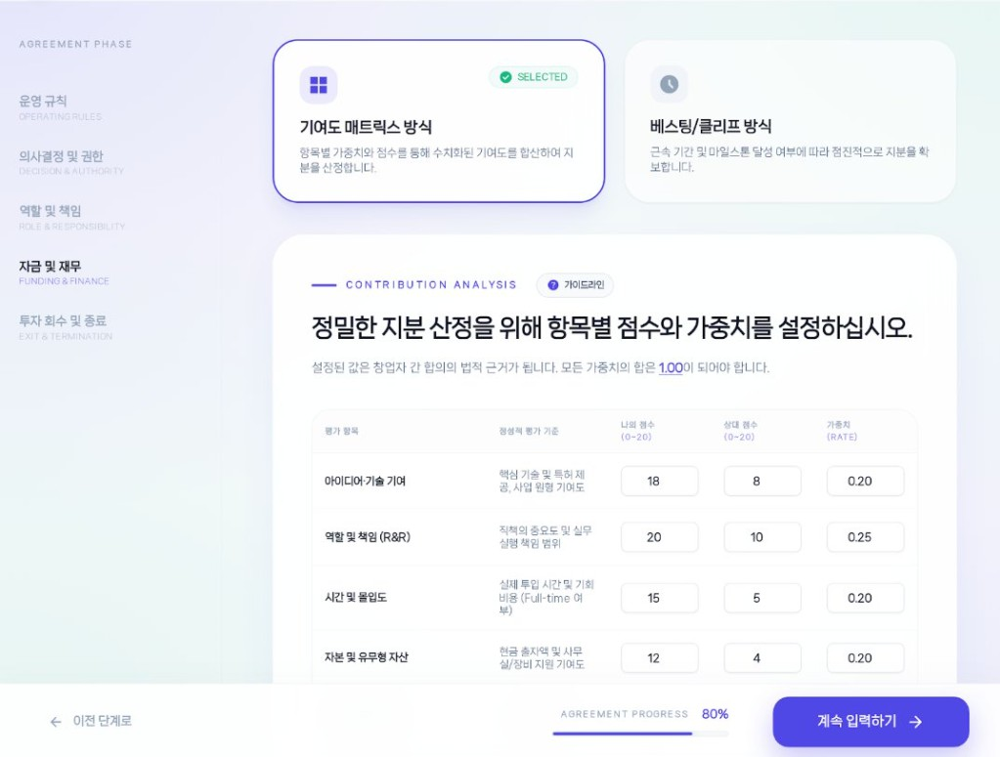 AGREEMENT PHASE
운영 규칙
OPERATING RULES
의사결정 및 권한
DECISION & AUTHORITY
역할 및 책임
ROLE & RESPONSIBILITY
자금 및 재무
FUNDING & FINANCE
투자 회수 및 종료
EXIT & TERMINATION
SELECTED
기여도 매트릭스 방식
항목별 가중치와 점수를 통해 수치화된 기여도를 합산하여 지
분을 산정합니다.
베스팅/클리프 방식
근속 기간 및 마일스톤 달성 여부에 따라 점진적으로 지분을 확
보합니다.
CONTRIBUTION ANALYSIS
? 가이드라인
정밀한 지분 산정을 위해 항목별 점수와 가중치를 설정하십시오.
설정된 값은 창업자 간 합의의 법적 근거가 됩니다. 모든 가중치의 합은 1.00이 되어야 합니다.
평가 항목
정성적 평가 기준
나의 점수
(0~20)
상대 점수
(0~20)
가중치
(RATE)
아이디어·기술 기여
핵심 기술 및 특허 제
공, 사업 원형 기여도
18
8
0.20
역할 및 책임 (R&R)
직책의 중요도 및 실무
실행 책임 범위
20
10
0.25
시간 및 몰입도
실제 투입 시간 및 기회
비용 (Full-time 여
부)
15
5
0.20
자본 및 유무형 자산
현금 출자액 및 사무
실/장비 지원 기여도
12
4
0.20
← 이전 단계로
AGREEMENT PROGRESS 80%
계속 입력하기 →